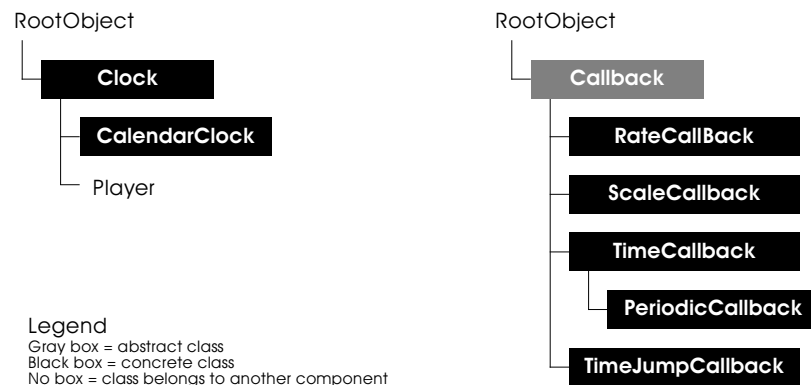 RootObject
Clock
CalendarClock
Player
RootObject
Callback
RateCallBack
ScaleCallback
TimeCallback
PeriodicCallback
TimeJumpCallback
Legend
Gray box = abstract class
Black box = concrete class
No box = class belongs to another component